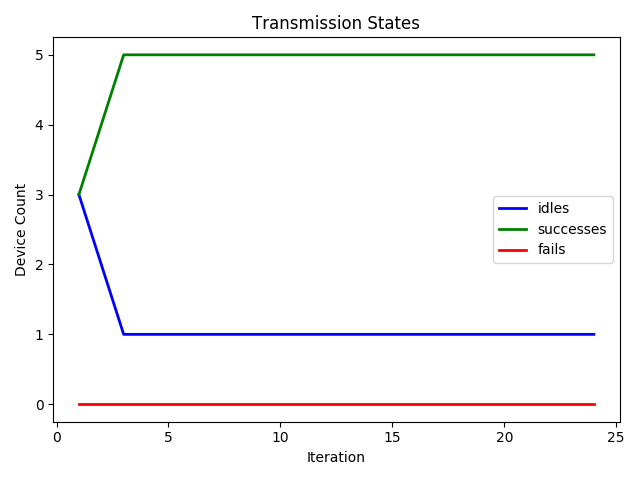 Transmission States
Device Count
5
4
3
2
1
0
idles
successes
fails
0 5 10 15 20 25
Iteration